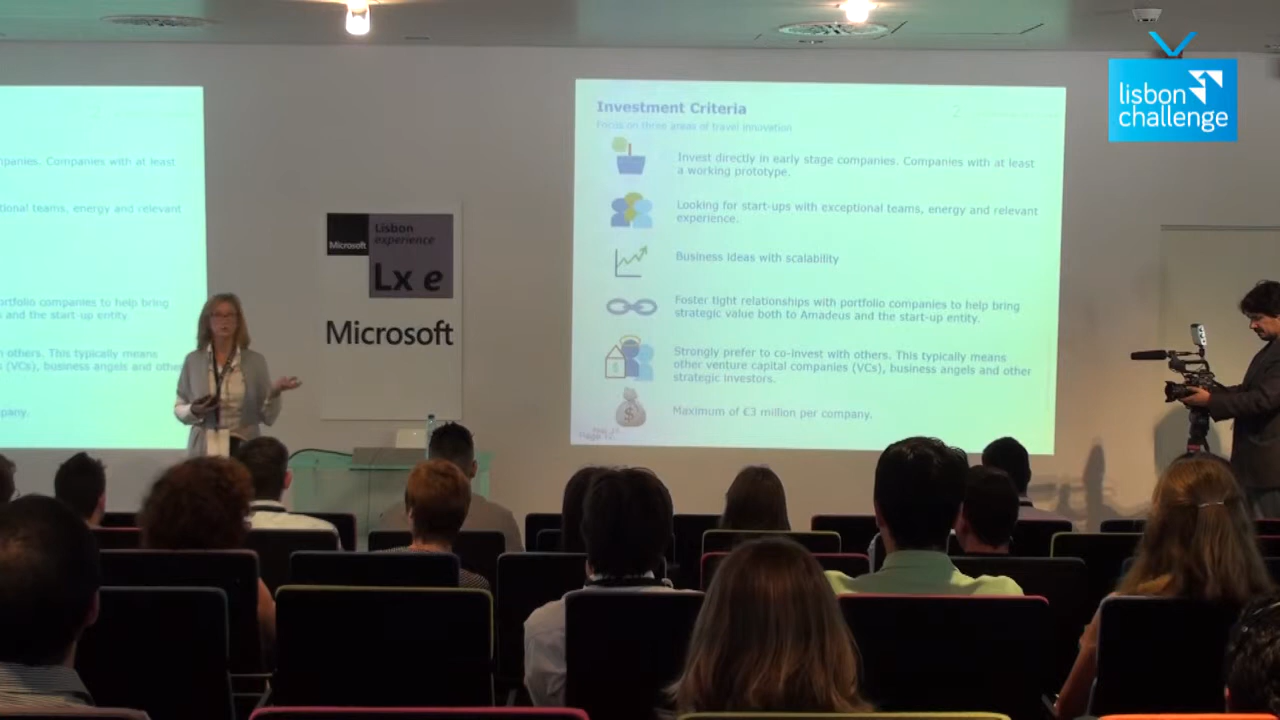 lisbon
challenge
Investment Criteria
2
Focus on three areas of travel innovation
Invest directly in early stage companies. Companies with at least
a working prototype.
Looking for start-ups with exceptional teams, energy and relevant
experience.
Business ideas with scalability
Foster tight relationships with portfolio companies to help bring
strategic value both to Amadeus and the start-up entity.
Strongly prefer to co-invest with others. This typically means
other venture capital companies (VCs), business angels and other
strategic investors.
Maximum of €3 million per company.
Page 12
mpanies. Companies with at least
tional teams, energy and relevant
ortfolio companies to help bring
and the start-up entity.
others. This typically means
(VCs), business angels and other
pany.
Microsoft
Lisbon
experience
Lx e
Microsoft